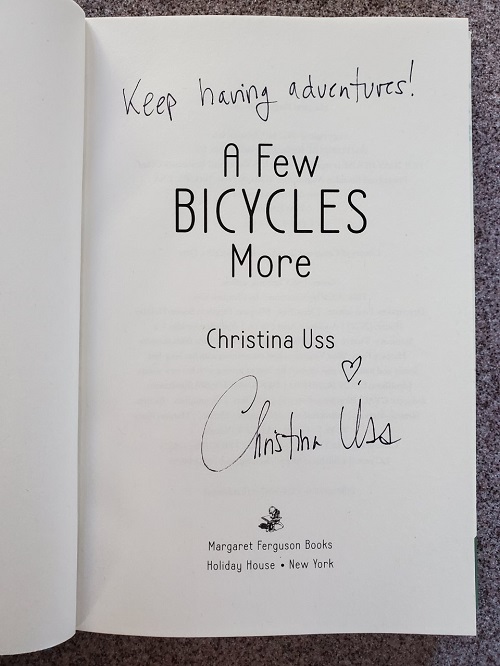 Keep having adventures!
A Few
BICYCLES
More
Christina Uss
Christina Uss
Margaret Ferguson Books
Holiday House • New York